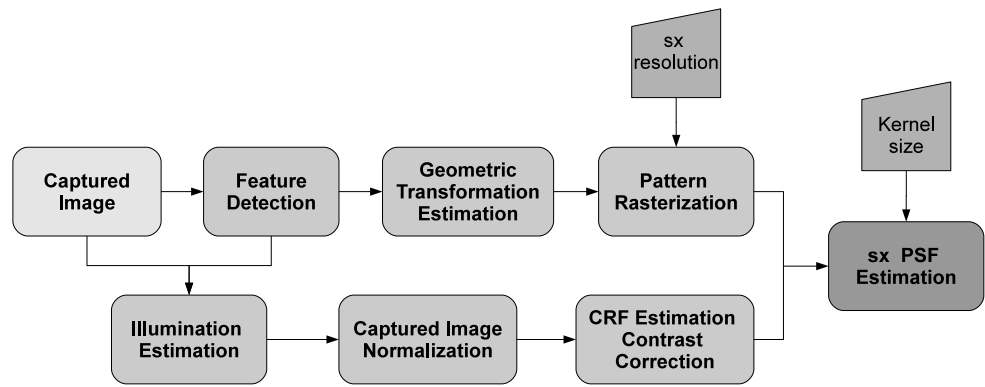 sx
resolution
Kernel
size
Captured
Image
Feature
Detection
Geometric
Transformation
Estimation
Pattern
Rasterization
sx PSF
Estimation
Illumination
Estimation
Captured Image
Normalization
CRF Estimation
Contrast
Correction